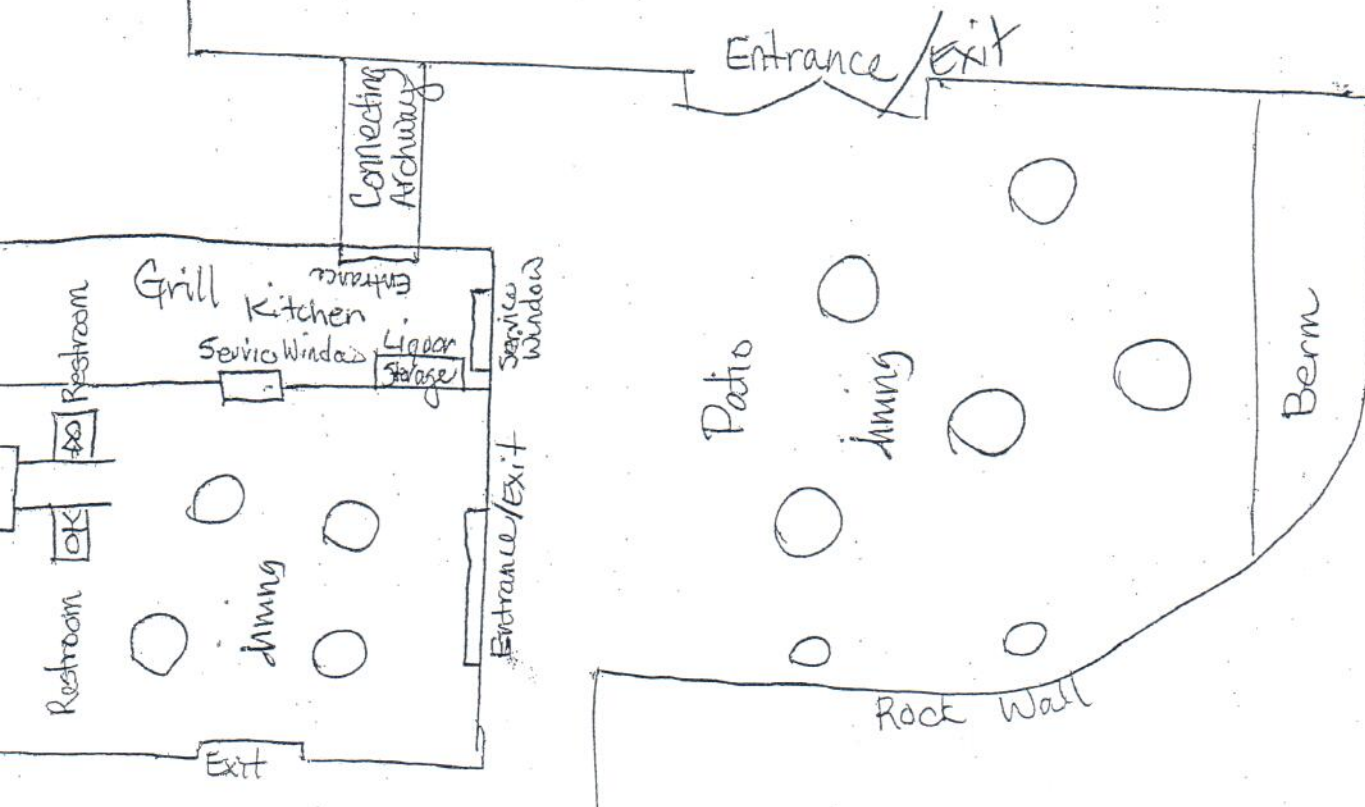 Entrance / Exit
Connecting
Archway
Entrance
Grill
Kitchen
Service Window
Liquor
Storage
Service
Window
Restroom
Entrance/Exit
Dining
Restroom
Exit
Patio
Dining
Berm
Rock Wall